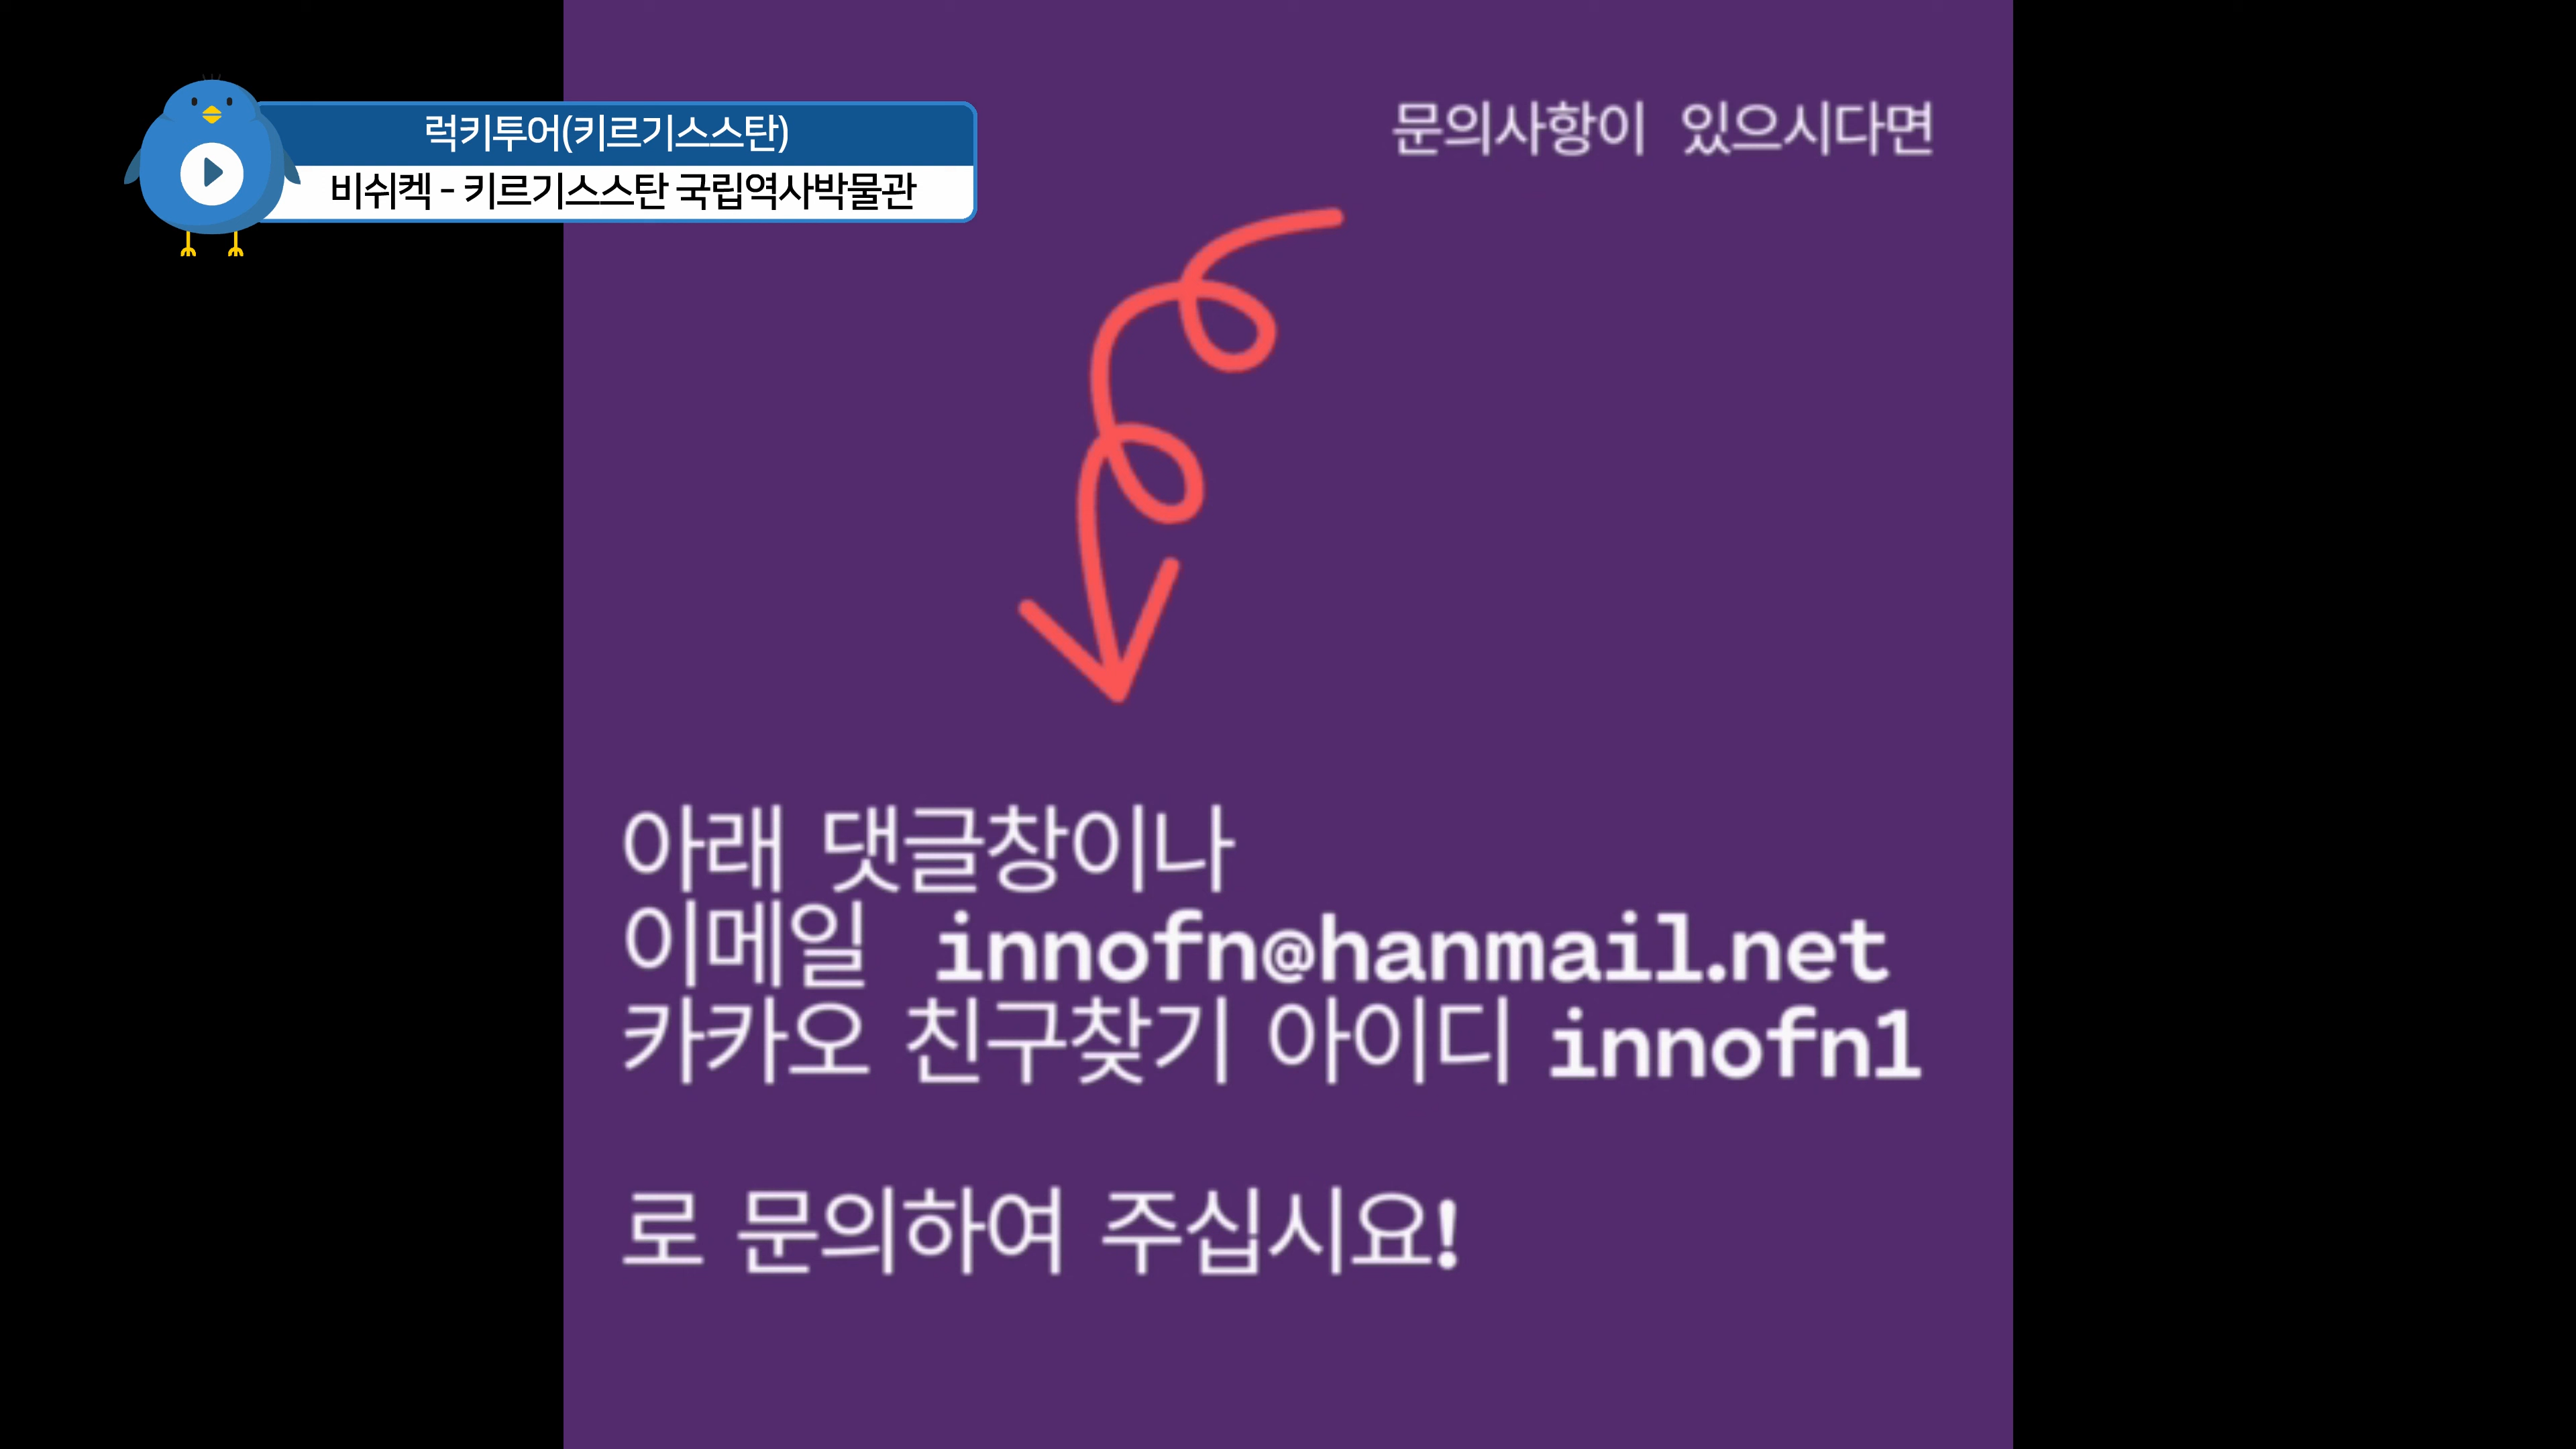 럭키투어(키르기스스탄)
비쉬켁 - 키르기스스탄 국립역사박물관
문의사항이 있으시다면
아래 댓글창이나
이메일 innofn@hanmail.net
카카오 친구찾기 아이디 innofn1
로 문의하여 주십시요!